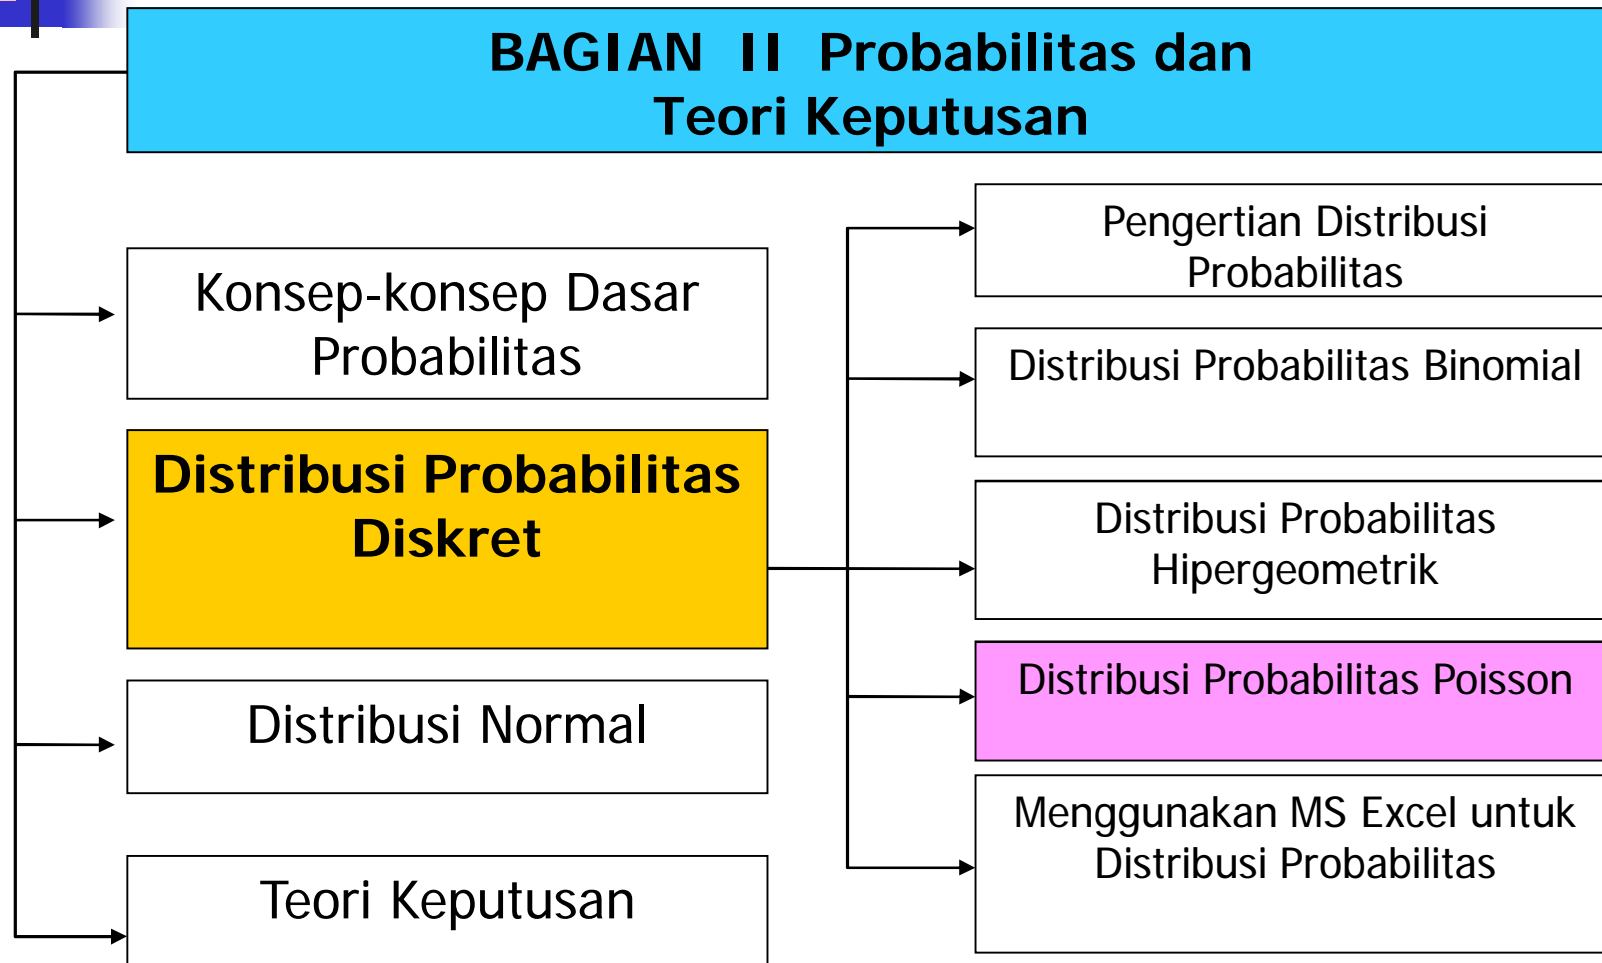 BAGIAN II Probabilitas dan
Teori Keputusan
Konsep-konsep Dasar
Probabilitas
Distribusi Probabilitas
Diskret
Distribusi Normal
Teori Keputusan
Pengertian Distribusi
Probabilitas
Distribusi Probabilitas Binomial
Distribusi Probabilitas
Hipergeometrik
Distribusi Probabilitas Poisson
Menggunakan MS Excel untuk
Distribusi Probabilitas